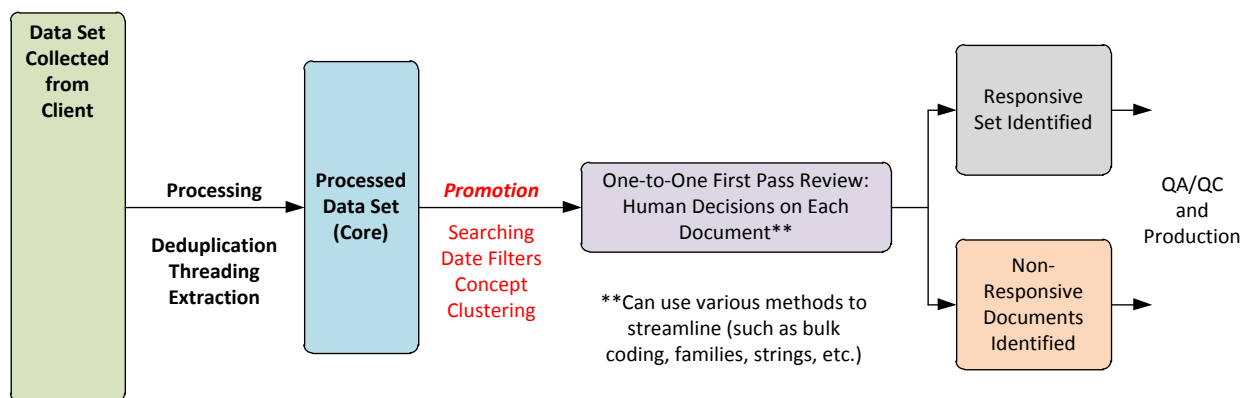 Data Set
Collected
from
Client
Processing
Deduplication
Threading
Extraction
Processed
Data Set
(Core)
Promotion
Searching
Date Filters
Concept
Clustering
One-to-One First Pass Review:
Human Decisions on Each
Document**
**Can use various methods to
streamline (such as bulk
coding, families, strings, etc.)
Responsive
Set Identified
Non-
Responsive
Documents
Identified
QA/QC
and
Production